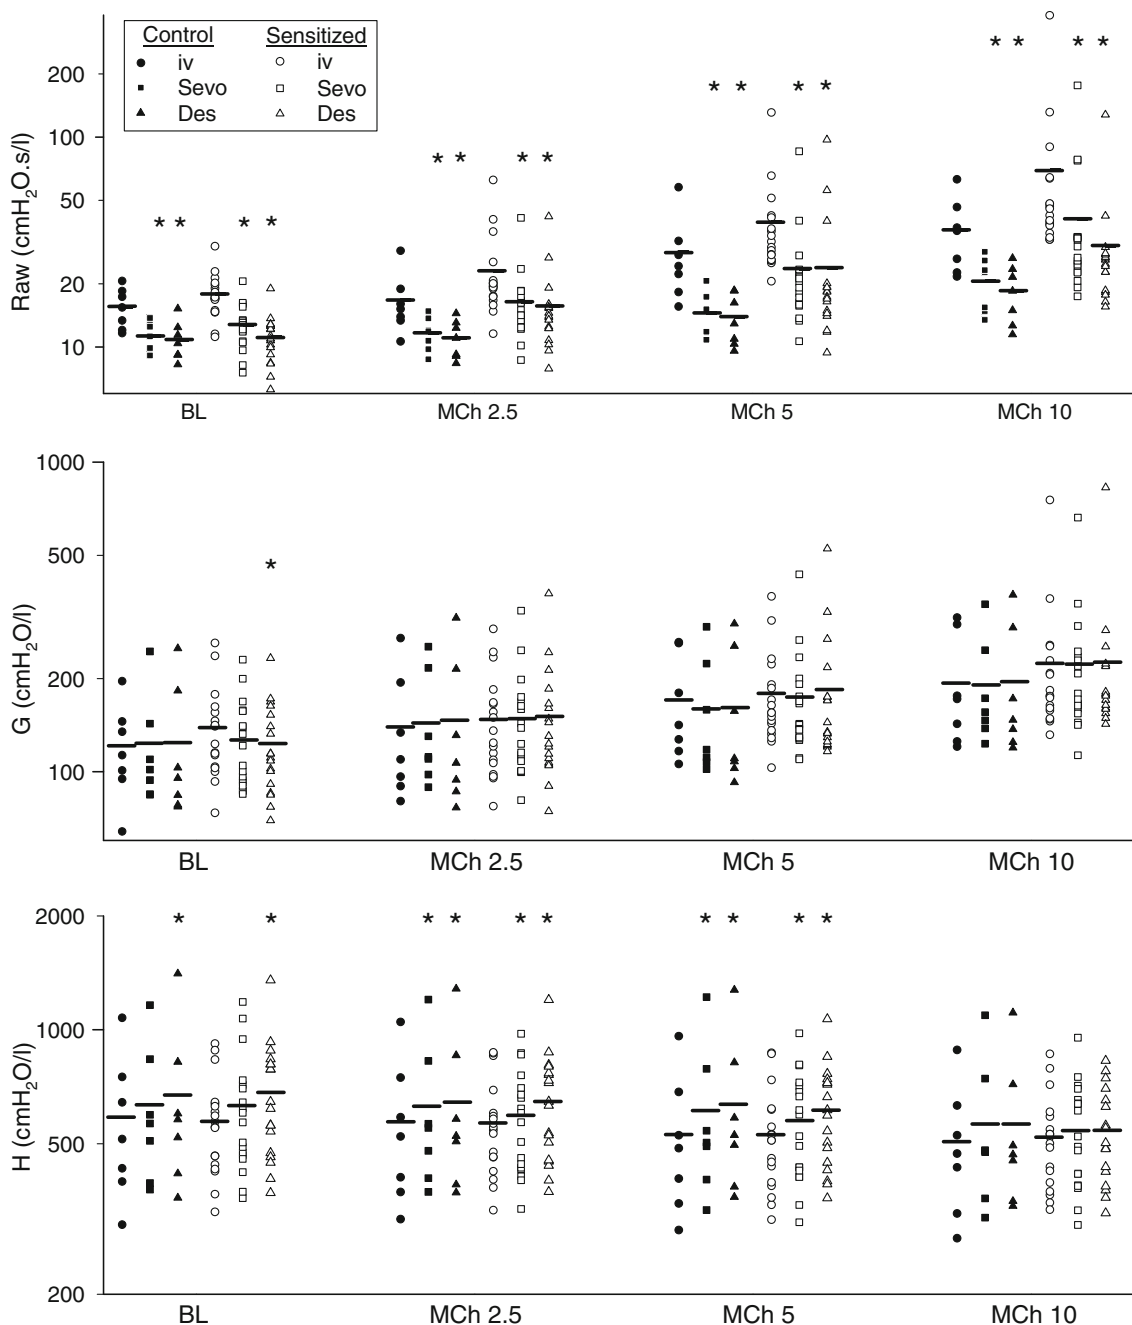 Control Sensitized
iv iv
Sevo Sevo
Des Des
Raw (cmH₂O.s/l)
200
100
50
20
10
* * * *
* * * *
* * * *
* * * *
BL MCh 2.5 MCh 5 MCh 10
G (cmH₂O/l)
1000
500
200
100
*
BL MCh 2.5 MCh 5 MCh 10
H (cmH₂O/l)
2000
1000
500
200
* * * * * * * * * *
BL MCh 2.5 MCh 5 MCh 10